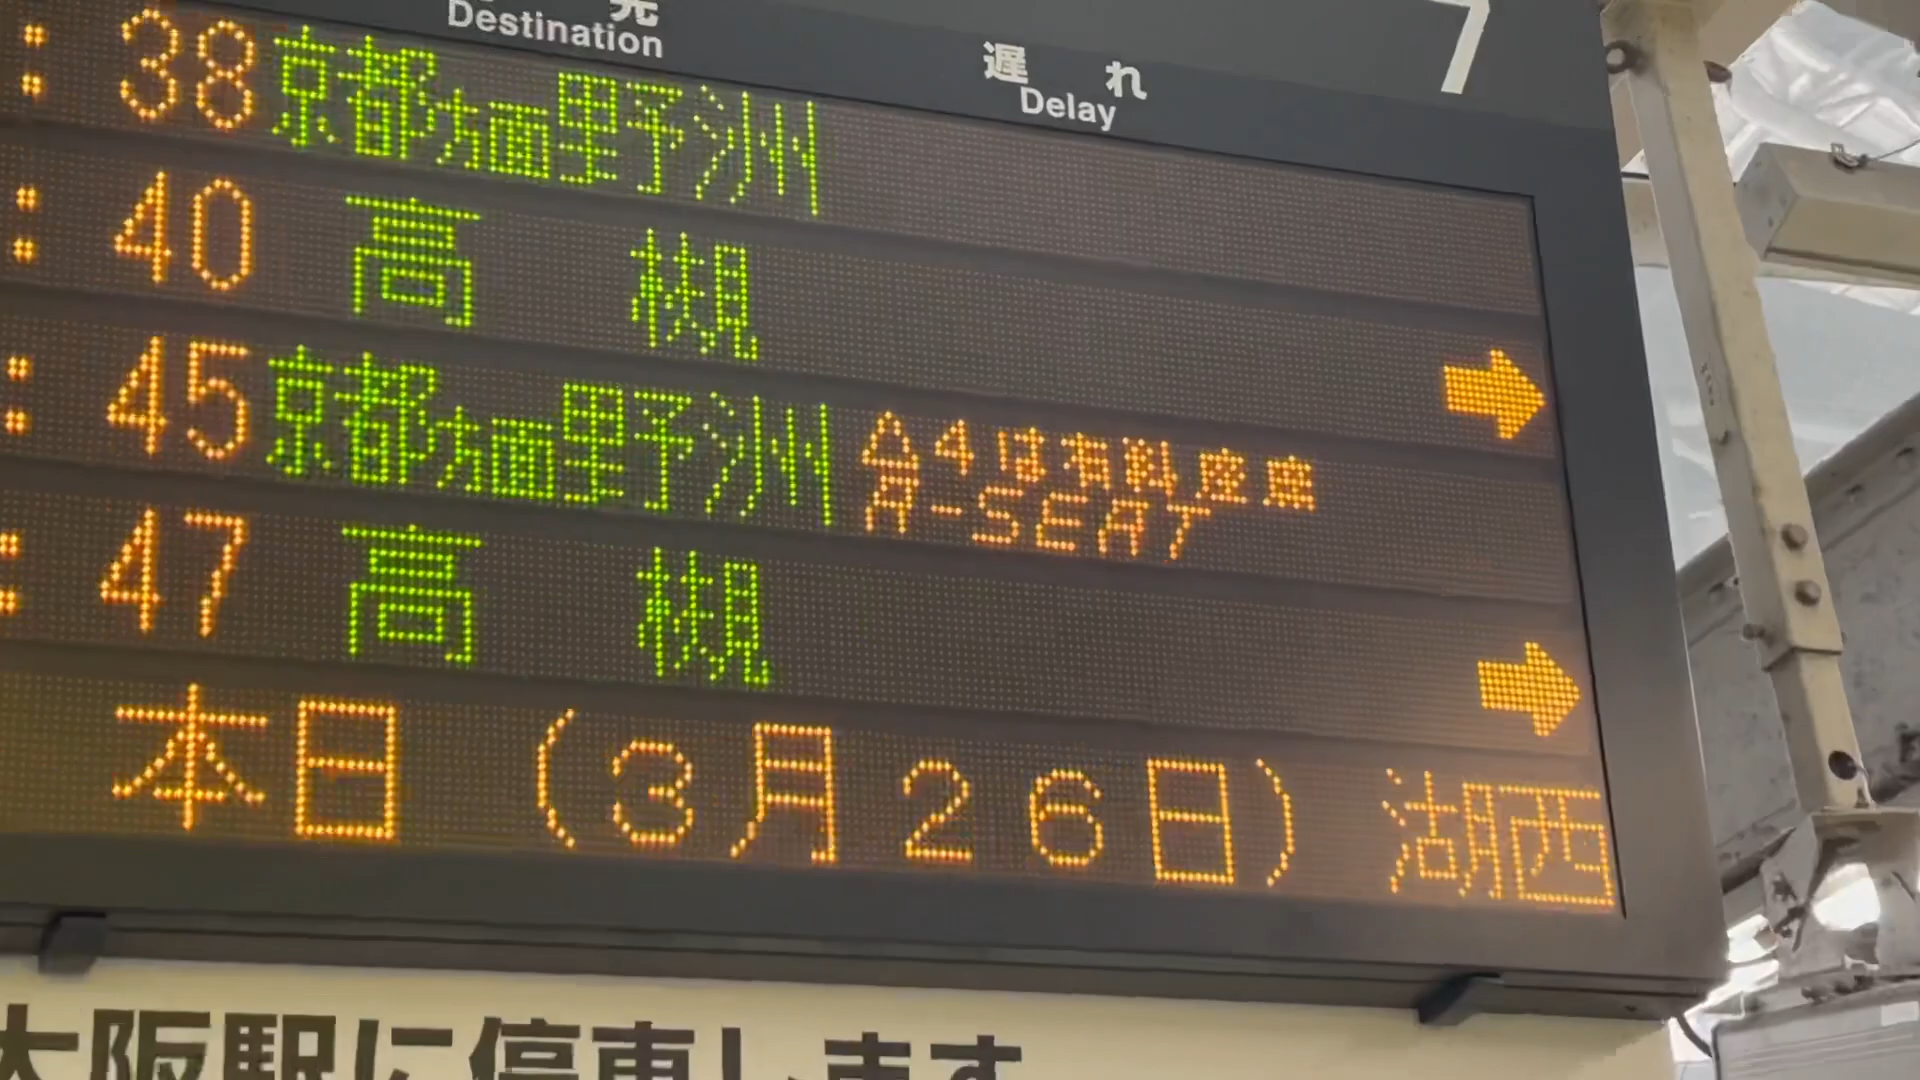 先
Destination
遅れ
Delay
7
:38 京都方面野洲
:40 高槻
:45 京都方面野洲 △4は有料座席
A-SEAT
:47 高槻
本日(3月26日)湖西
大阪駅に停車します